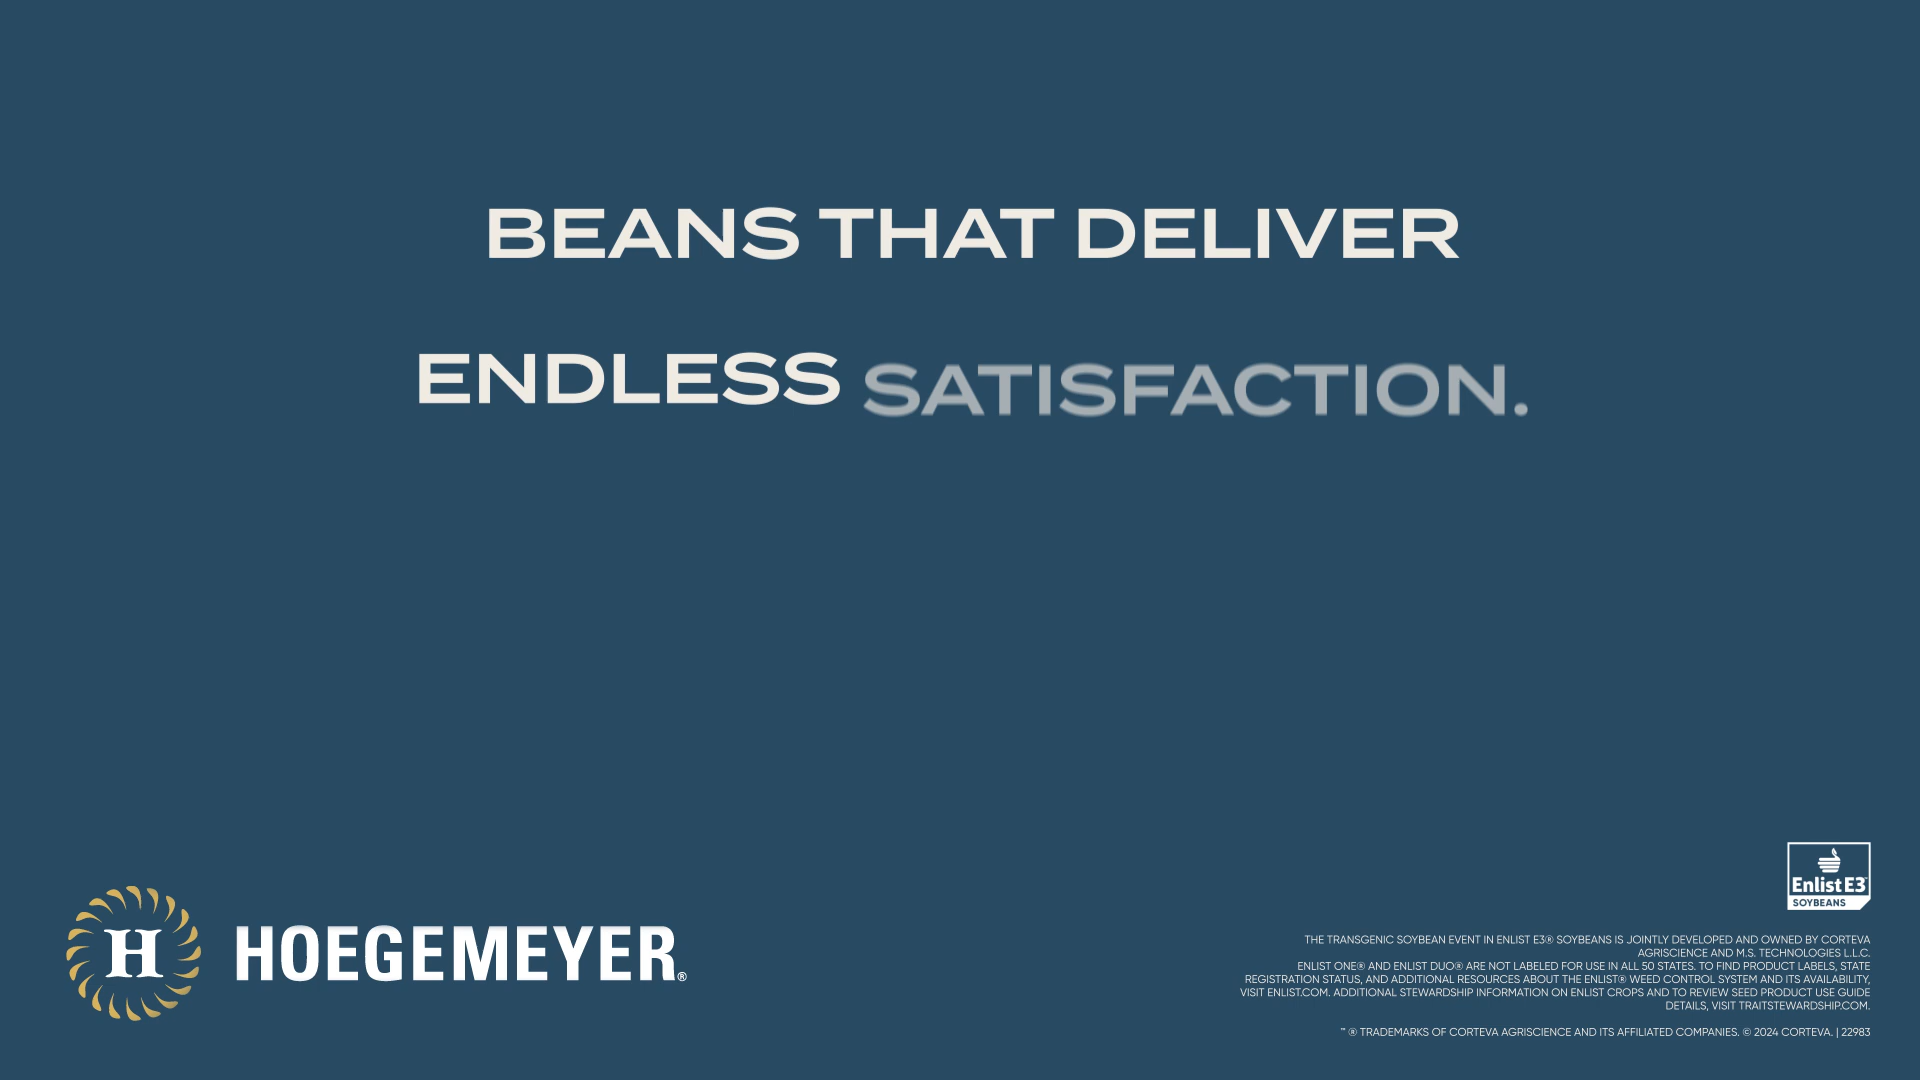 BEANS THAT DELIVER
ENDLESS SATISFACTION.
Enlist E3™
SOYBEANS
H HOEGEMEYER®
THE TRANSGENIC SOYBEAN EVENT IN ENLIST E3® SOYBEANS IS JOINTLY DEVELOPED AND OWNED BY CORTEVA
AGRISCIENCE AND M.S. TECHNOLOGIES L.L.C.
ENLIST ONE® AND ENLIST DUO® ARE NOT LABELED FOR USE IN ALL 50 STATES. TO FIND PRODUCT LABELS, STATE
REGISTRATION STATUS, AND ADDITIONAL RESOURCES ABOUT THE ENLIST® WEED CONTROL SYSTEM AND ITS AVAILABILITY,
VISIT ENLIST.COM. ADDITIONAL STEWARDSHIP INFORMATION ON ENLIST CROPS AND TO REVIEW SEED PRODUCT USE GUIDE
DETAILS, VISIT TRAITSTEWARDSHIP.COM.
™ ® TRADEMARKS OF CORTEVA AGRISCIENCE AND ITS AFFILIATED COMPANIES. © 2024 CORTEVA. | 22983